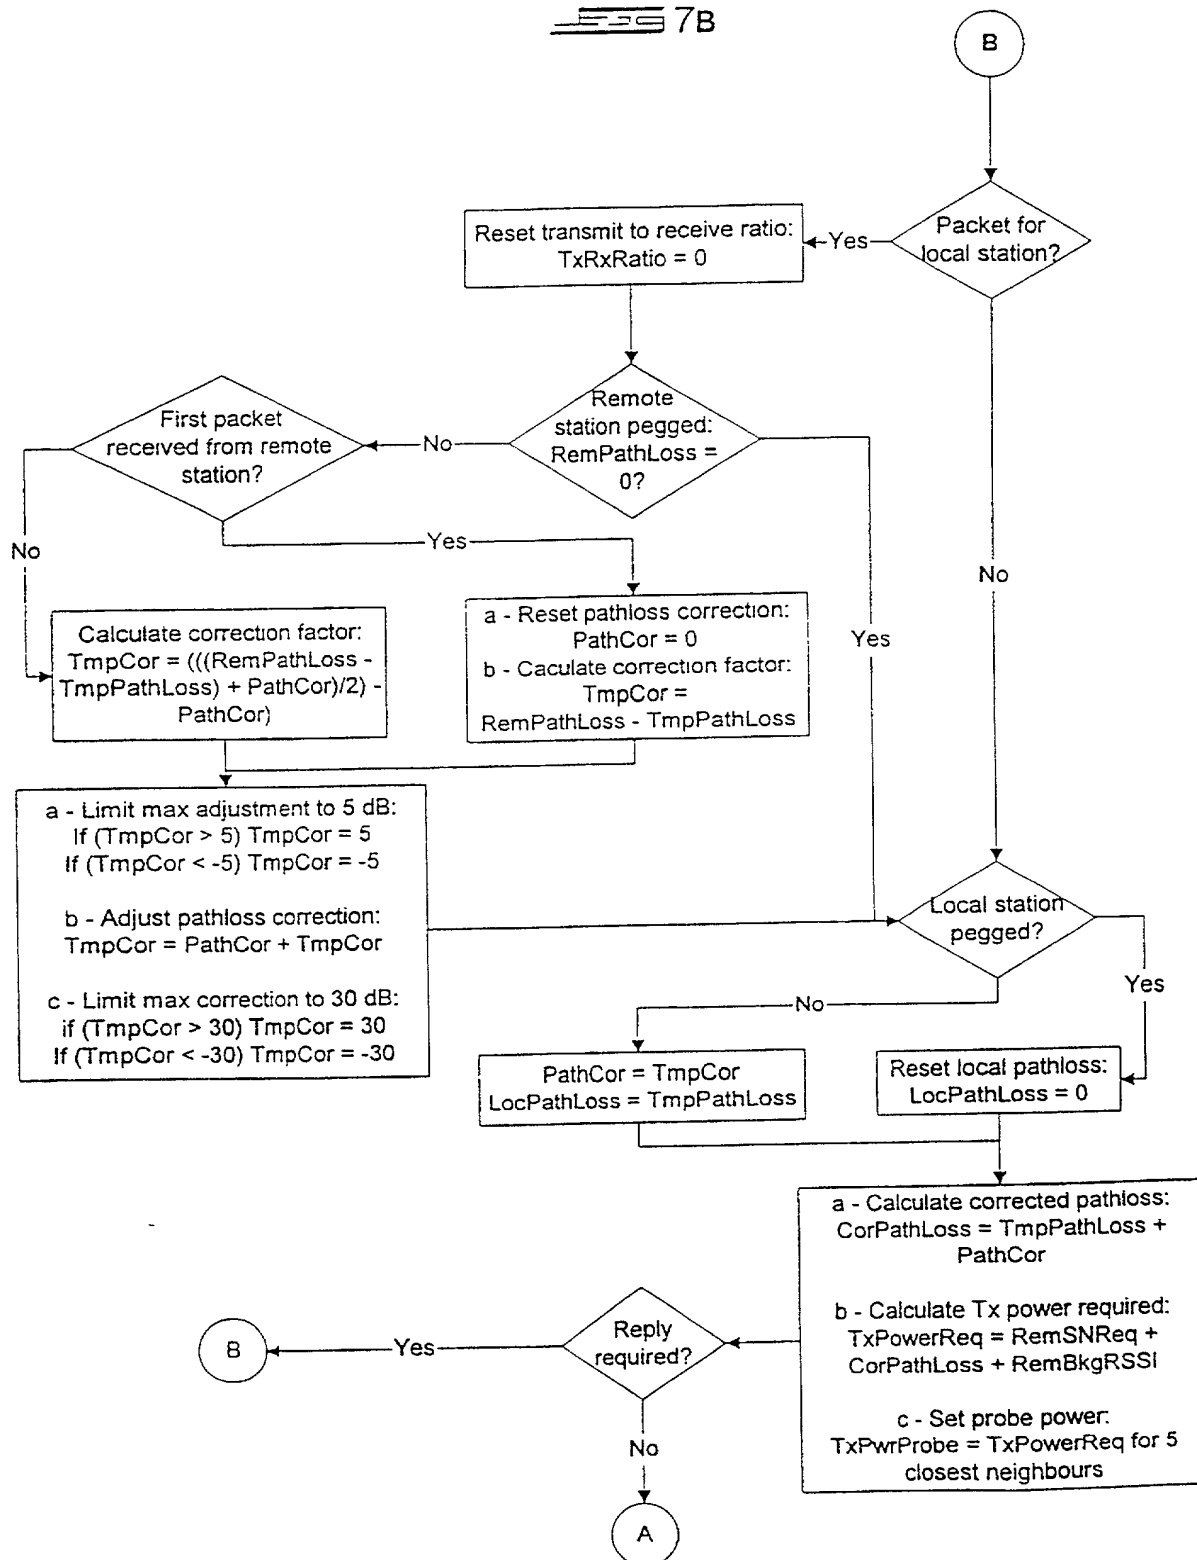 7B
B
Packet for
local station?
Yes
Reset transmit to receive ratio:
TxRxRatio = 0
Remote
station pegged:
RemPathLoss =
0?
No
First packet
received from remote
station?
No
Yes
Yes
No
Calculate correction factor:
TmpCor = (((RemPathLoss -
TmpPathLoss) + PathCor)/2) -
PathCor)
a - Reset pathloss correction:
PathCor = 0
b - Caculate correction factor:
TmpCor =
RemPathLoss - TmpPathLoss
a - Limit max adjustment to 5 dB:
If (TmpCor > 5) TmpCor = 5
If (TmpCor < -5) TmpCor = -5
b - Adjust pathloss correction:
TmpCor = PathCor + TmpCor
c - Limit max correction to 30 dB:
if (TmpCor > 30) TmpCor = 30
If (TmpCor < -30) TmpCor = -30
Local station
pegged?
No
Yes
PathCor = TmpCor
LocPathLoss = TmpPathLoss
Reset local pathloss:
LocPathLoss = 0
a - Calculate corrected pathloss:
CorPathLoss = TmpPathLoss +
PathCor
b - Calculate Tx power required:
TxPowerReq = RemSNReq +
CorPathLoss + RemBkgRSSI
c - Set probe power:
TxPwrProbe = TxPowerReq for 5
closest neighbours
Reply
required?
Yes
B
No
A